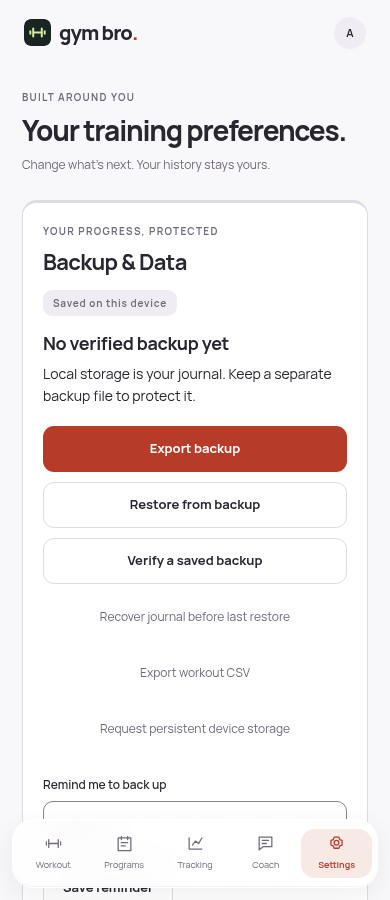 gym bro.
A
BUILT AROUND YOU
Your training preferences.
Change what's next. Your history stays yours.
YOUR PROGRESS, PROTECTED
Backup & Data
Saved on this device
No verified backup yet
Local storage is your journal. Keep a separate
backup file to protect it.
Export backup
Restore from backup
Verify a saved backup
Recover journal before last restore
Export workout CSV
Request persistent device storage
Remind me to back up
Workout
Programs
Tracking
Coach
Settings
Save reminder